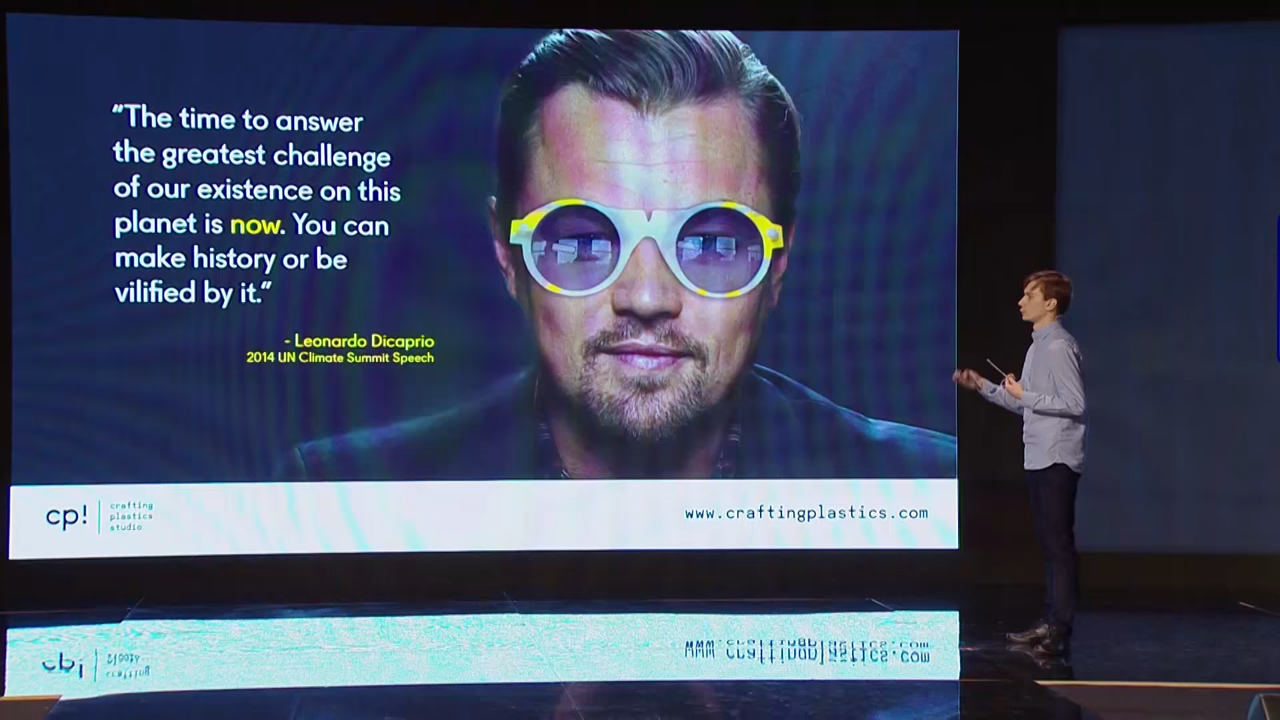 “The time to answer
the greatest challenge
of our existence on this
planet is now. You can
make history or be
vilified by it.”
- Leonardo Dicaprio
2014 UN Climate Summit Speech
cp!
crafting
plastics
studio
www.craftingplastics.com